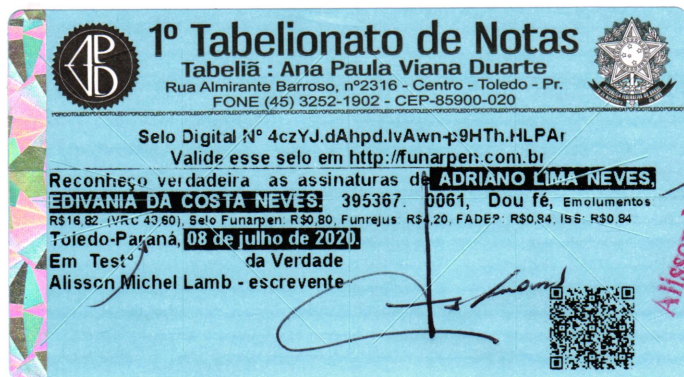 APVD
1º Tabelionato de Notas
Tabeliã : Ana Paula Viana Duarte
Rua Almirante Barroso, nº2316 - Centro - Toledo - Pr.
FONE (45) 3252-1902 - CEP-85900-020
Selo Digital Nº 4czYJ.dAhpd.lvAwn-p9HTh.HLPAr
Valide esse selo em http://funarpen.com.br
Reconheço verdadeira as assinaturas de ADRIANO LIMA NEVES,
EDIVANIA DA COSTA NEVES. 395367. 0061, Dou fé, Emolumentos
R$16,82. (VRC 43,60), Selo Funarpen: R$0,80, Funrejus: R$4,20, FADEP: R$0,84, ISS: R$0,84
Toledo-Paraná, 08 de julho de 2020.
Em Testº da Verdade
Alisson Michel Lamb - escrevente
Alisson